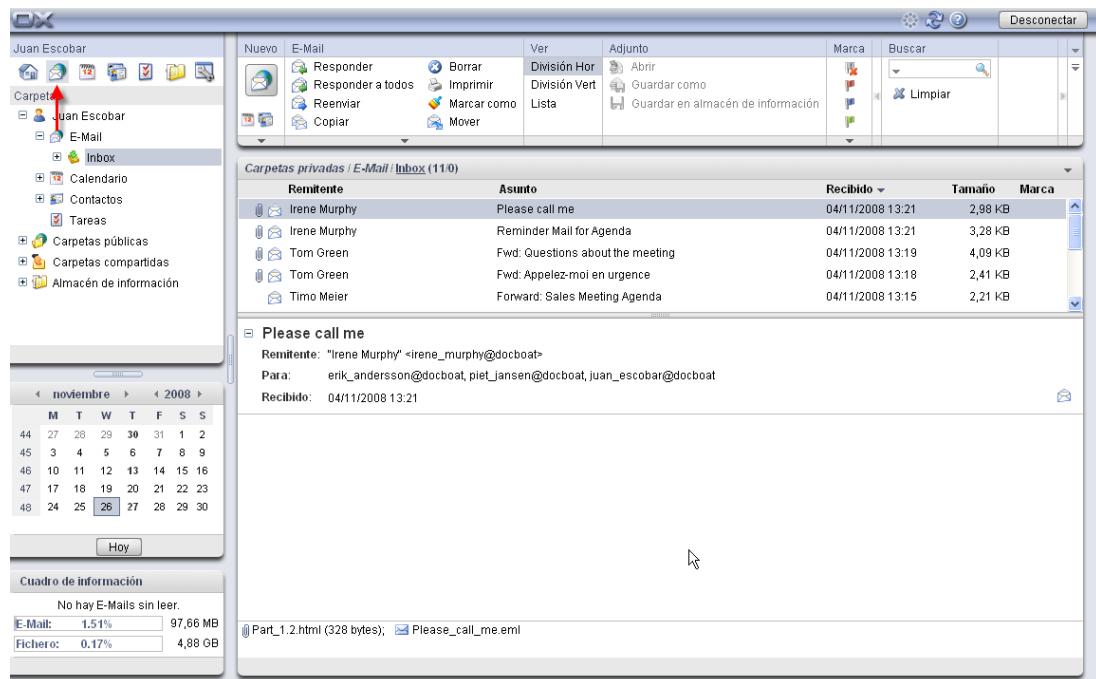 OX
Desconectar
Juan Escobar
Carpetas
Juan Escobar
E-Mail
Inbox
12 Calendario
Contactos
Tareas
Carpetas públicas
Carpetas compartidas
Almacén de información
noviembre 2008
M T W T F S S
44 27 28 29 30 31 1 2
45 3 4 5 6 7 8 9
46 10 11 12 13 14 15 16
47 17 18 19 20 21 22 23
48 24 25 26 27 28 29 30
Hoy
Cuadro de información
No hay E-Mails sin leer.
E-Mail: 1.51% 97,66 MB
Fichero: 0.17% 4,88 GB
Nuevo E-Mail Ver Adjunto Marca Buscar
Responder Borrar División Hor Abrir
Responder a todos Imprimir División Vert Guardar como
Reenviar Marcar como Lista Guardar en almacén de información Limpiar
Copiar Mover
Carpetas privadas / E-Mail / Inbox (11/0)
Remitente Asunto Recibido Tamaño Marca
Irene Murphy Please call me 04/11/2008 13:21 2,98 KB
Irene Murphy Reminder Mail for Agenda 04/11/2008 13:21 3,28 KB
Tom Green Fwd: Questions about the meeting 04/11/2008 13:19 4,09 KB
Tom Green Fwd: Appelez-moi en urgence 04/11/2008 13:18 2,41 KB
Timo Meier Forward: Sales Meeting Agenda 04/11/2008 13:15 2,21 KB
Please call me
Remitente: "Irene Murphy" <irene_murphy@docboat>
Para: erik_andersson@docboat, piet_jansen@docboat, juan_escobar@docboat
Recibido: 04/11/2008 13:21
Part_1.2.html (328 bytes); Please_call_me.eml